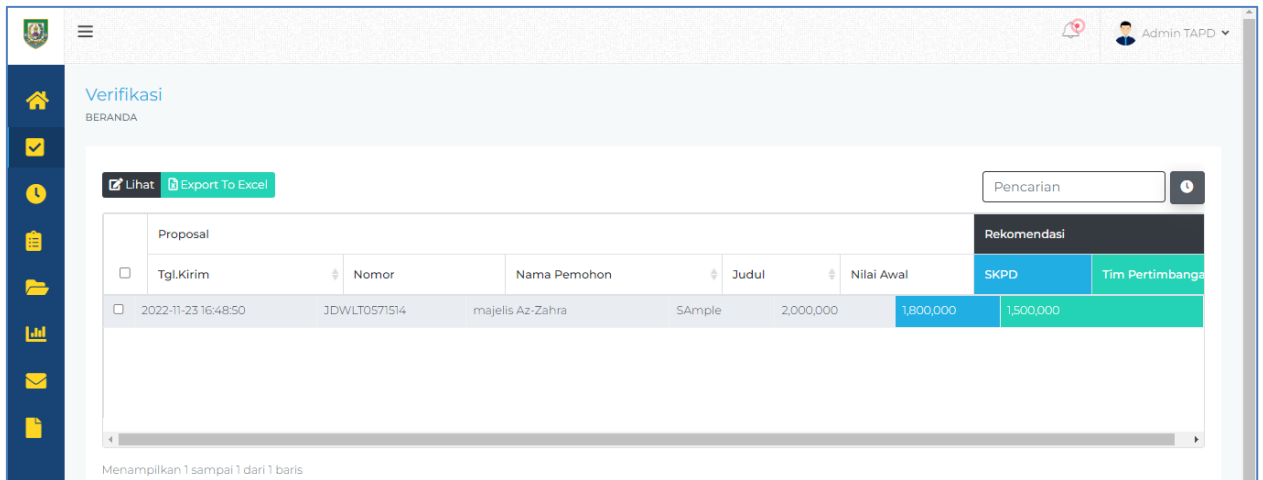 Admin TAPD
Verifikasi
BERANDA
Lihat Export To Excel Pencarian
Proposal Rekomendasi
Tgl.Kirim Nomor Nama Pemohon Judul Nilai Awal SKPD Tim Pertimbanga
2022-11-23 16:48:50 JDWLT0571514 majelis Az-Zahra SAmple 2,000,000 1,800,000 1,500,000
Menampilkan 1 sampai 1 dari 1 baris